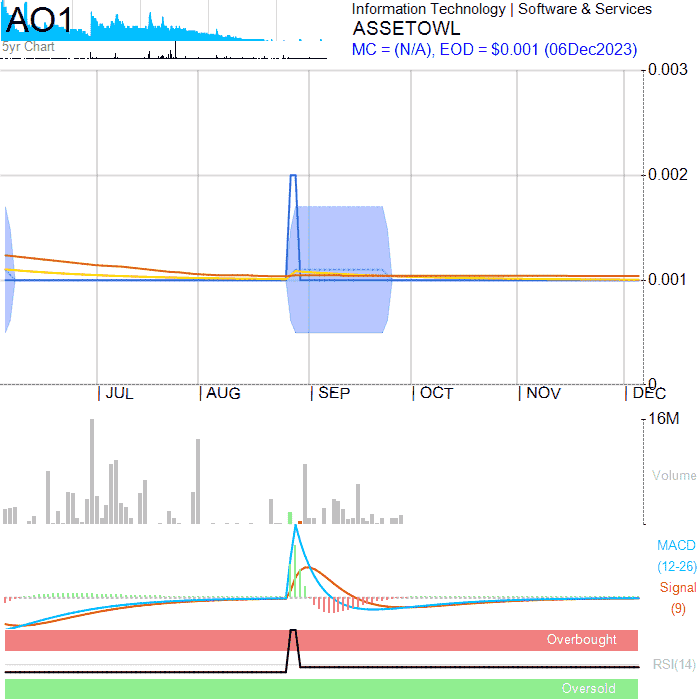 AO1
5yr Chart
Information Technology | Software & Services
ASSETOWL
MC = (N/A), EOD = $0.001 (06Dec2023)
0.003
0.002
0.001
0
JUL
AUG
SEP
OCT
NOV
DEC
16M
Volume
MACD
(12-26)
Signal
(9)
Overbought
RSI(14)
Oversold